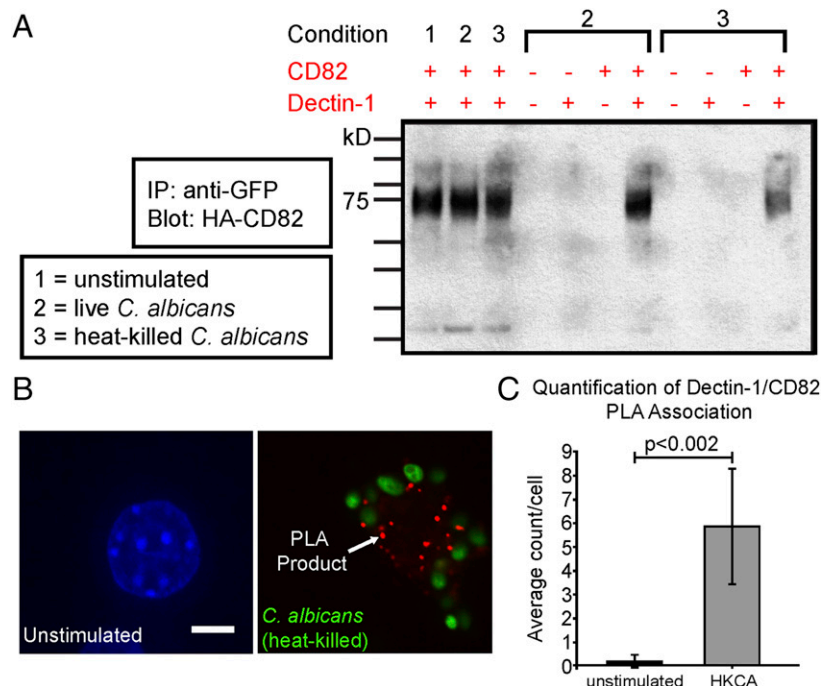 A
Condition 1 2 3 2 3
CD82 + + + - - + + - - + +
Dectin-1 + + + - + - + - + - +
kD
75
IP: anti-GFP
Blot: HA-CD82
1 = unstimulated
2 = live C. albicans
3 = heat-killed C. albicans
B
Unstimulated
PLA
Product
C. albicans
(heat-killed)
C Quantification of Dectin-1/CD82
PLA Association
p<0.002
Average count/cell
9
8
7
6
5
4
3
2
1
0
unstimulated HKCA